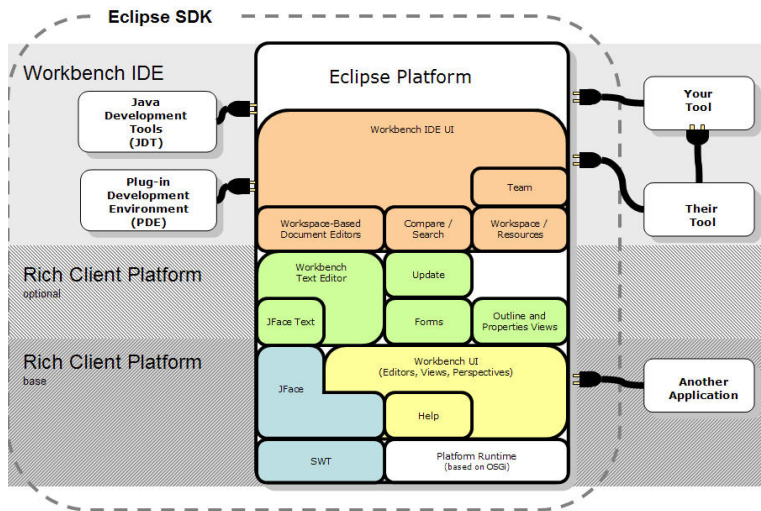 Eclipse SDK
Workbench IDE
Eclipse Platform
Java
Development
Tools
(JDT)
Your
Tool
Workbench IDE UI
Plug-in
Development
Environment
(PDE)
Team
Their
Tool
Workspace-Based
Document Editors
Compare /
Search
Workspace /
Resources
Rich Client Platform
optional
Workbench
Text Editor
Update
JFace Text
Forms
Outline and
Properties Views
Rich Client Platform
base
Workbench UI
(Editors, Views, Perspectives)
JFace
Another
Application
Help
SWT
Platform Runtime
(based on OSGi)